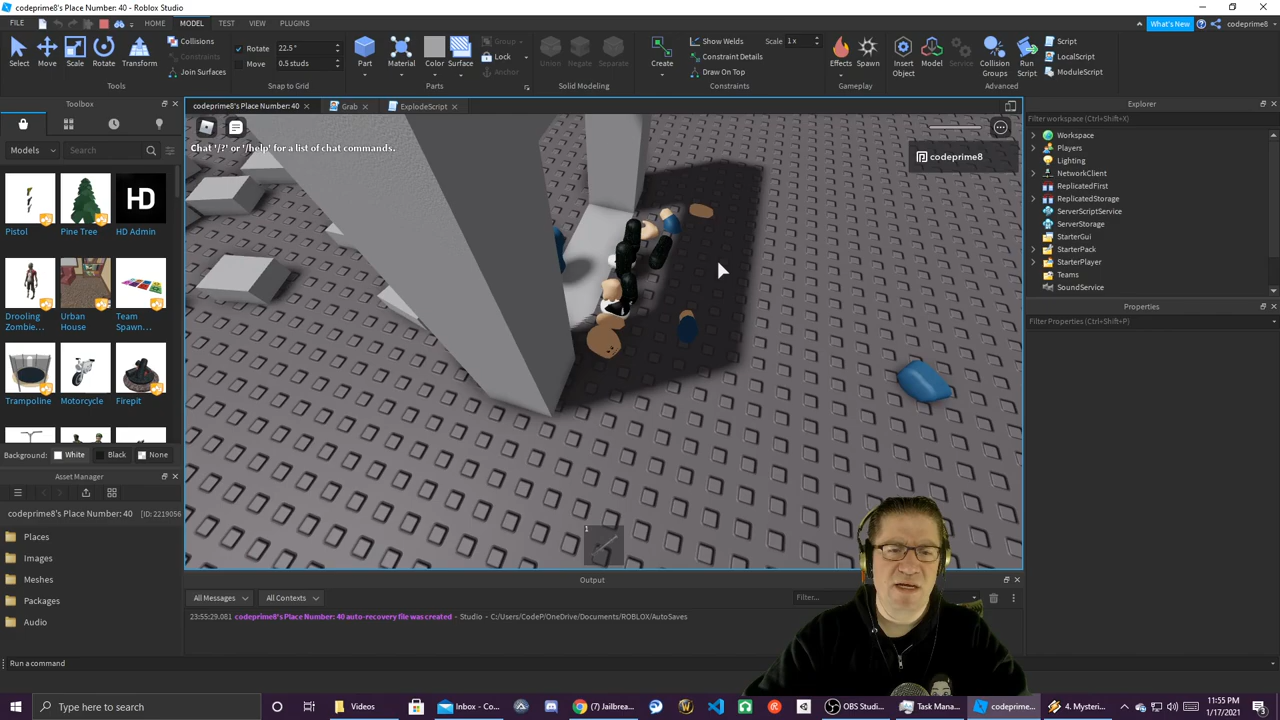 codeprime8's Place Number: 40 - Roblox Studio
FILE HOME MODEL TEST VIEW PLUGINS What's New codeprime8
Select Move Scale Rotate Transform
Collisions
Constraints
Join Surfaces
Tools
Rotate 22.5°
Move 0.5 studs
Snap to Grid
Part Material Color Surface
Group
Lock
Anchor
Parts
Union Negate Separate
Solid Modeling
Create
Show Welds Scale 1 x
Constraint Details
Draw On Top
Constraints
Effects Spawn
Gameplay
Insert Object
Model
Service
Collision Groups
Run Script
Script
LocalScript
ModuleScript
Advanced
Toolbox
Models Search
Pistol Pine Tree HD Admin
HD
Drooling Zombie... Urban House Team Spawn...
Trampoline Motorcycle Firepit
Background: White Black None
Asset Manager
codeprime8's Place Number: 40 [ID: 2219056
Places
Images
Meshes
Packages
Audio
Run a command
codeprime8's Place Number: 40 Grab ExplodeScript
Chat '/?' or '/help' for a list of chat commands.
codeprime8
1
Output
All Messages All Contexts Filter...
23:55:29.081 codeprime8's Place Number: 40 auto-recovery file was created - Studio - C:/Users/CodeP/OneDrive/Documents/ROBLOX/AutoSaves
Explorer
Filter workspace (Ctrl+Shift+X)
Workspace
Players
Lighting
NetworkClient
ReplicatedFirst
ReplicatedStorage
ServerScriptService
ServerStorage
StarterGui
StarterPack
StarterPlayer
Teams
SoundService
Properties
Filter Properties (Ctrl+Shift+P)
Type here to search
Videos
Inbox - Co...
(7) Jailbreak...
OBS Studi...
Task Mana...
codeprime...
4. Mysteri...
11:55 PM
1/17/2021